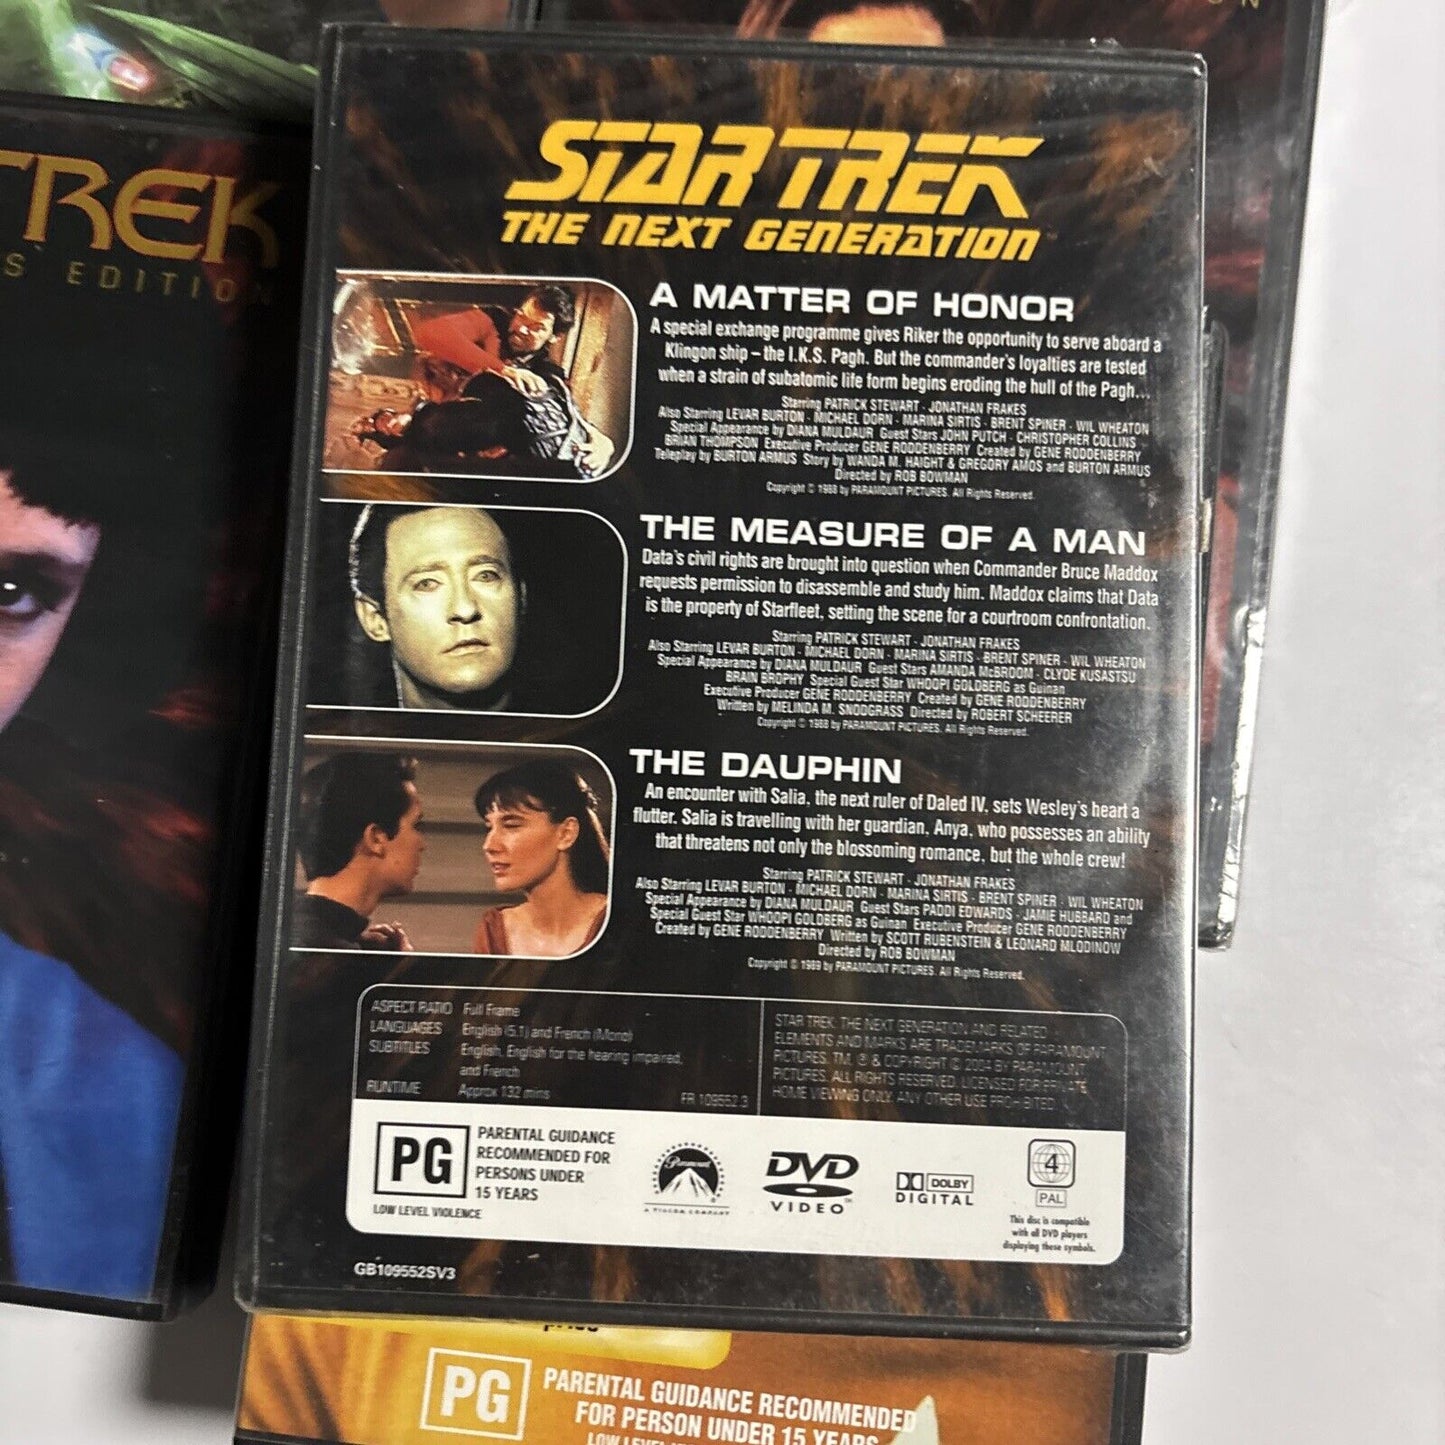 TREK
S EDITION
ON
STAR TREK
THE NEXT GENERATION
A MATTER OF HONOR
A special exchange programme gives Riker the opportunity to serve aboard a
Klingon ship – the I.K.S. Pagh. But the commander's loyalties are tested
when a strain of subatomic life form begins eroding the hull of the Pagh...
Starring PATRICK STEWART · JONATHAN FRAKES
Also Starring LEVAR BURTON · MICHAEL DORN · MARINA SIRTIS · BRENT SPINER · WIL WHEATON
Special Appearance by DIANA MULDAUR Guest Stars JOHN PUTCH · CHRISTOPHER COLLINS
BRIAN THOMPSON Executive Producer GENE RODDENBERRY Created by GENE RODDENBERRY
Teleplay by BURTON ARMUS Story by WANDA M. HAIGHT & GREGORY AMOS and BURTON ARMUS
Directed by ROB BOWMAN
Copyright © 1988 by PARAMOUNT PICTURES. All Rights Reserved.
THE MEASURE OF A MAN
Data's civil rights are brought into question when Commander Bruce Maddox
requests permission to disassemble and study him. Maddox claims that Data
is the property of Starfleet, setting the scene for a courtroom confrontation.
Starring PATRICK STEWART · JONATHAN FRAKES
Also Starring LEVAR BURTON · MICHAEL DORN · MARINA SIRTIS · BRENT SPINER · WIL WHEATON
Special Appearance by DIANA MULDAUR Guest Stars AMANDA McBROOM · CLYDE KUSASTSU
BRAIN BROPHY Special Guest Star WHOOPI GOLDBERG as Guinan
Executive Producer GENE RODDENBERRY Created by GENE RODDENBERRY
Written by MELINDA M. SNODGRASS Directed by ROBERT SCHEERER
Copyright © 1988 by PARAMOUNT PICTURES. All Rights Reserved.
THE DAUPHIN
An encounter with Salia, the next ruler of Daled IV, sets Wesley's heart a
flutter. Salia is travelling with her guardian, Anya, who possesses an ability
that threatens not only the blossoming romance, but the whole crew!
Starring PATRICK STEWART · JONATHAN FRAKES
Also Starring LEVAR BURTON · MICHAEL DORN · MARINA SIRTIS · BRENT SPINER · WIL WHEATON
Special Appearance by DIANA MULDAUR Guest Stars PADDI EDWARDS · JAMIE HUBBARD and
Special Guest Star WHOOPI GOLDBERG as Guinan Executive Producer GENE RODDENBERRY
Created by GENE RODDENBERRY Written by SCOTT RUBENSTEIN & LEONARD MLODINOW
Directed by ROB BOWMAN
Copyright © 1989 by PARAMOUNT PICTURES. All Rights Reserved.
ASPECT RATIO Full Frame
LANGUAGES English (5.1) and French (Mono)
SUBTITLES English, English for the hearing impaired,
and French
RUNTIME Approx 132 mins
FR 109552.3
STAR TREK: THE NEXT GENERATION AND RELATED
ELEMENTS AND MARKS ARE TRADEMARKS OF PARAMOUNT
PICTURES. TM, ® & COPYRIGHT © 2004 BY PARAMOUNT
PICTURES. ALL RIGHTS RESERVED. LICENSED FOR PRIVATE
HOME VIEWING ONLY. ANY OTHER USE PROHIBITED.
PG
PARENTAL GUIDANCE
RECOMMENDED FOR
PERSONS UNDER
15 YEARS
LOW LEVEL VIOLENCE
Paramount
A VIACOM COMPANY
DVD
VIDEO
DOLBY
DIGITAL
4
PAL
This disc is compatible
with all DVD players
displaying these symbols.
GB109552SV3
PG
PARENTAL GUIDANCE RECOMMENDED
FOR PERSON UNDER 15 YEARS
LOW LEVEL